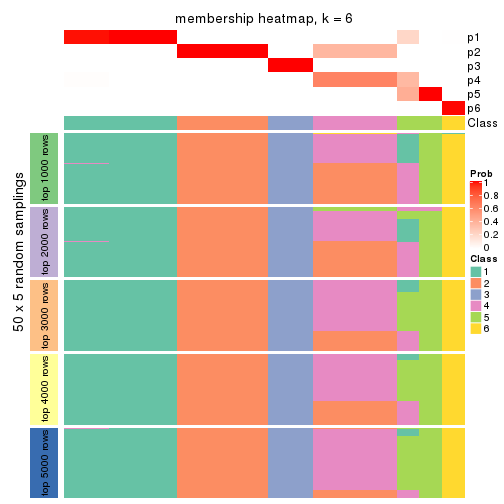 membership heatmap, k = 6
p1
p2
p3
p4
p5
p6
Class
50 x 5 random samplings
top 1000 rows
top 2000 rows
top 3000 rows
top 4000 rows
top 5000 rows
Prob
1
0.8
0.6
0.4
0.2
0
Class
1
2
3
4
5
6